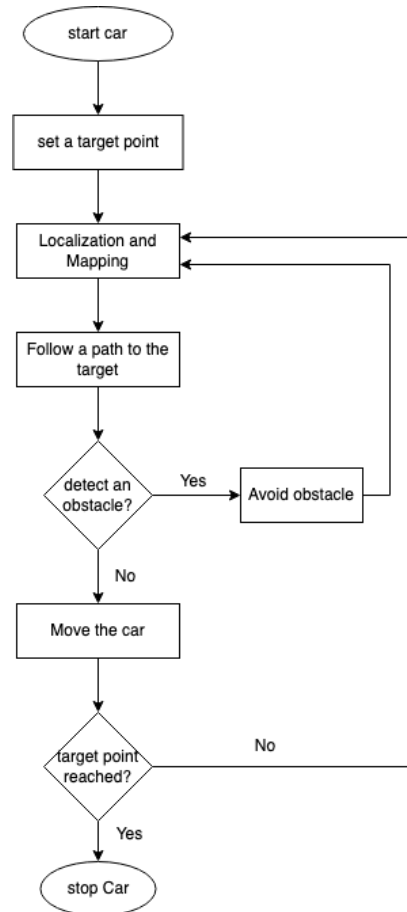 start car
set a target point
Localization and
Mapping
Follow a path to the
target
detect an
obstacle?
Yes
Avoid obstacle
No
Move the car
target point
reached?
No
Yes
stop Car